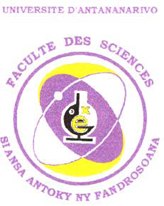 UNIVERSITE D'ANTANANARIVO
FACULTE DES SCIENCES
SIANSA ANTOKY NY FANDROSOANA